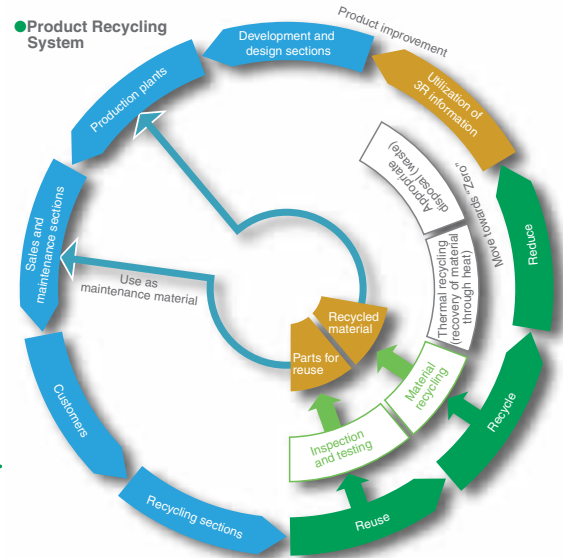 Product Recycling
System
Development and
design sections
Product improvement
Utilization of
3R information
Production plants
Appropriate
disposal (waste)
Move towards "Zero"
Sales and
maintenance sections
Use as
maintenance material
Thermal recycling
(recovery of material
through heat)
Reduce
Recycled
material
Parts for
reuse
Material
recycling
Customers
Inspection
and testing
Recycle
Recycling sections
Reuse